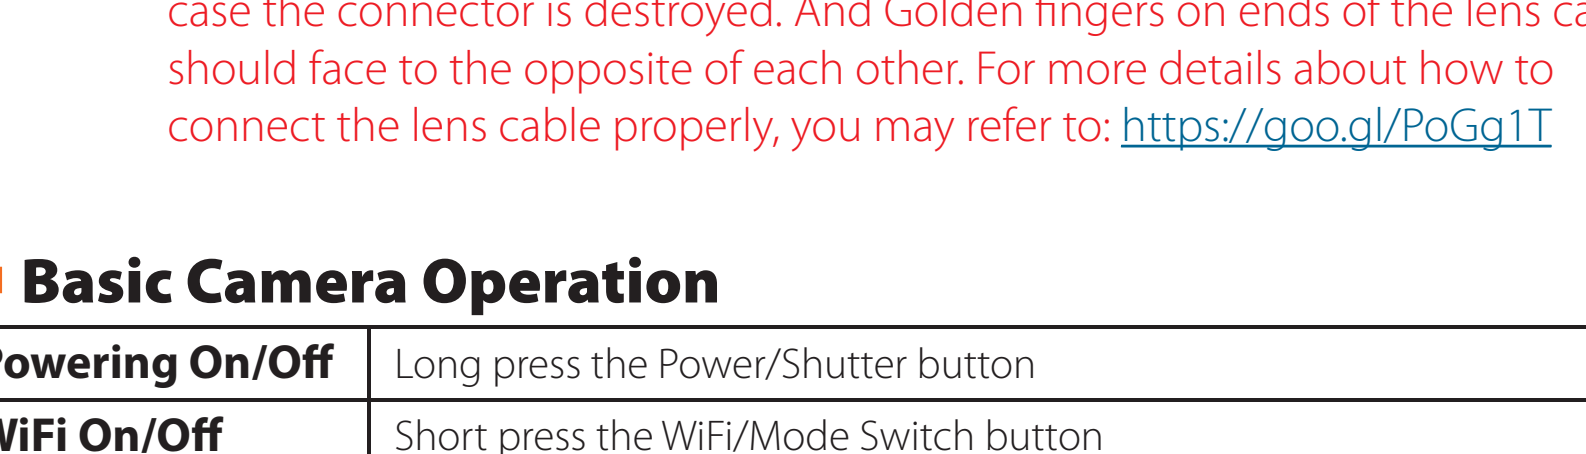 case the connector is destroyed. And Golden fingers on ends of the lens ca
should face to the opposite of each other. For more details about how to
connect the lens cable properly, you may refer to: https://goo.gl/PoGg1T
Basic Camera Operation
Powering On/Off Long press the Power/Shutter button
WiFi On/Off Short press the WiFi/Mode Switch button